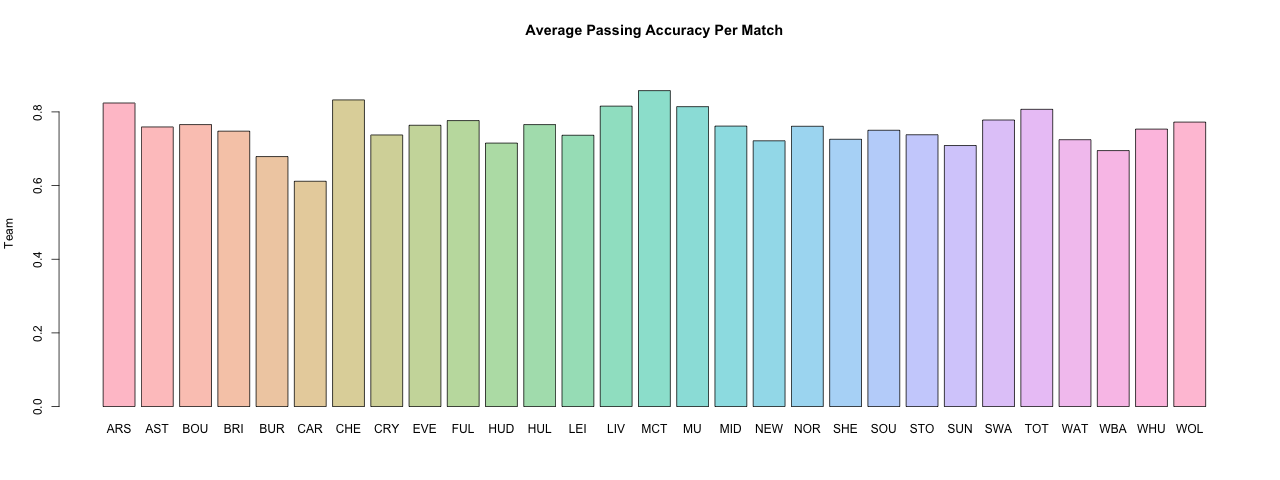 Average Passing Accuracy Per Match
Team
0.8
0.6
0.4
0.2
0.0
ARS AST BOU BRI BUR CAR CHE CRY EVE FUL HUD HUL LEI LIV MCT MU MID NEW NOR SHE SOU STO SUN SWA TOT WAT WBA WHU WOL